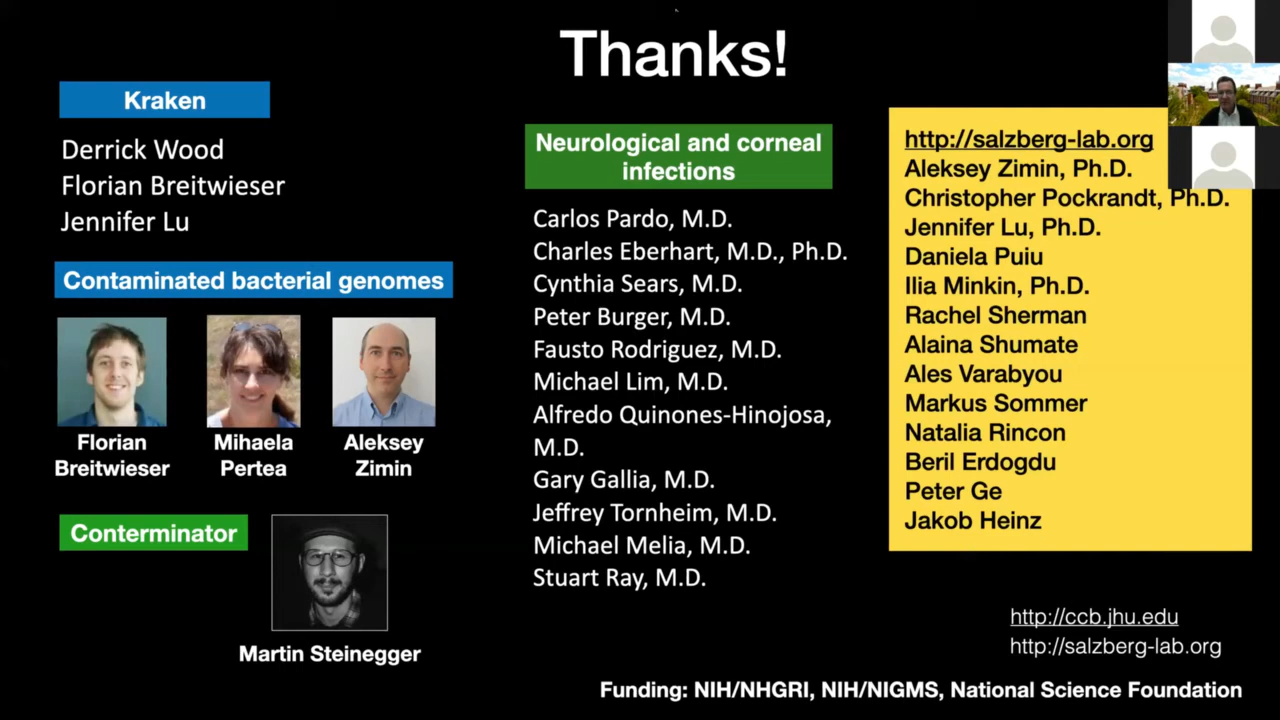 Thanks!
Kraken
Derrick Wood
Florian Breitwieser
Jennifer Lu
Contaminated bacterial genomes
Florian
Breitwieser
Mihaela
Pertea
Aleksey
Zimin
Conterminator
Martin Steinegger
Neurological and corneal
infections
Carlos Pardo, M.D.
Charles Eberhart, M.D., Ph.D.
Cynthia Sears, M.D.
Peter Burger, M.D.
Fausto Rodriguez, M.D.
Michael Lim, M.D.
Alfredo Quinones-Hinojosa,
M.D.
Gary Gallia, M.D.
Jeffrey Tornheim, M.D.
Michael Melia, M.D.
Stuart Ray, M.D.
http://salzberg-lab.org
Aleksey Zimin, Ph.D.
Christopher Pockrandt, Ph.D.
Jennifer Lu, Ph.D.
Daniela Puiu
Ilia Minkin, Ph.D.
Rachel Sherman
Alaina Shumate
Ales Varabyou
Markus Sommer
Natalia Rincon
Beril Erdogdu
Peter Ge
Jakob Heinz
http://ccb.jhu.edu
http://salzberg-lab.org
Funding: NIH/NHGRI, NIH/NIGMS, National Science Foundation